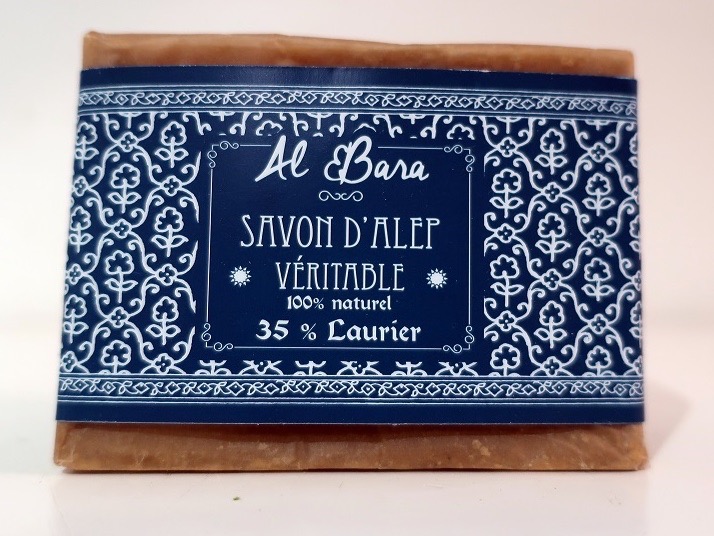 Al Bara
SAVON D'ALEP
VÉRITABLE
100% naturel
35 % Laurier